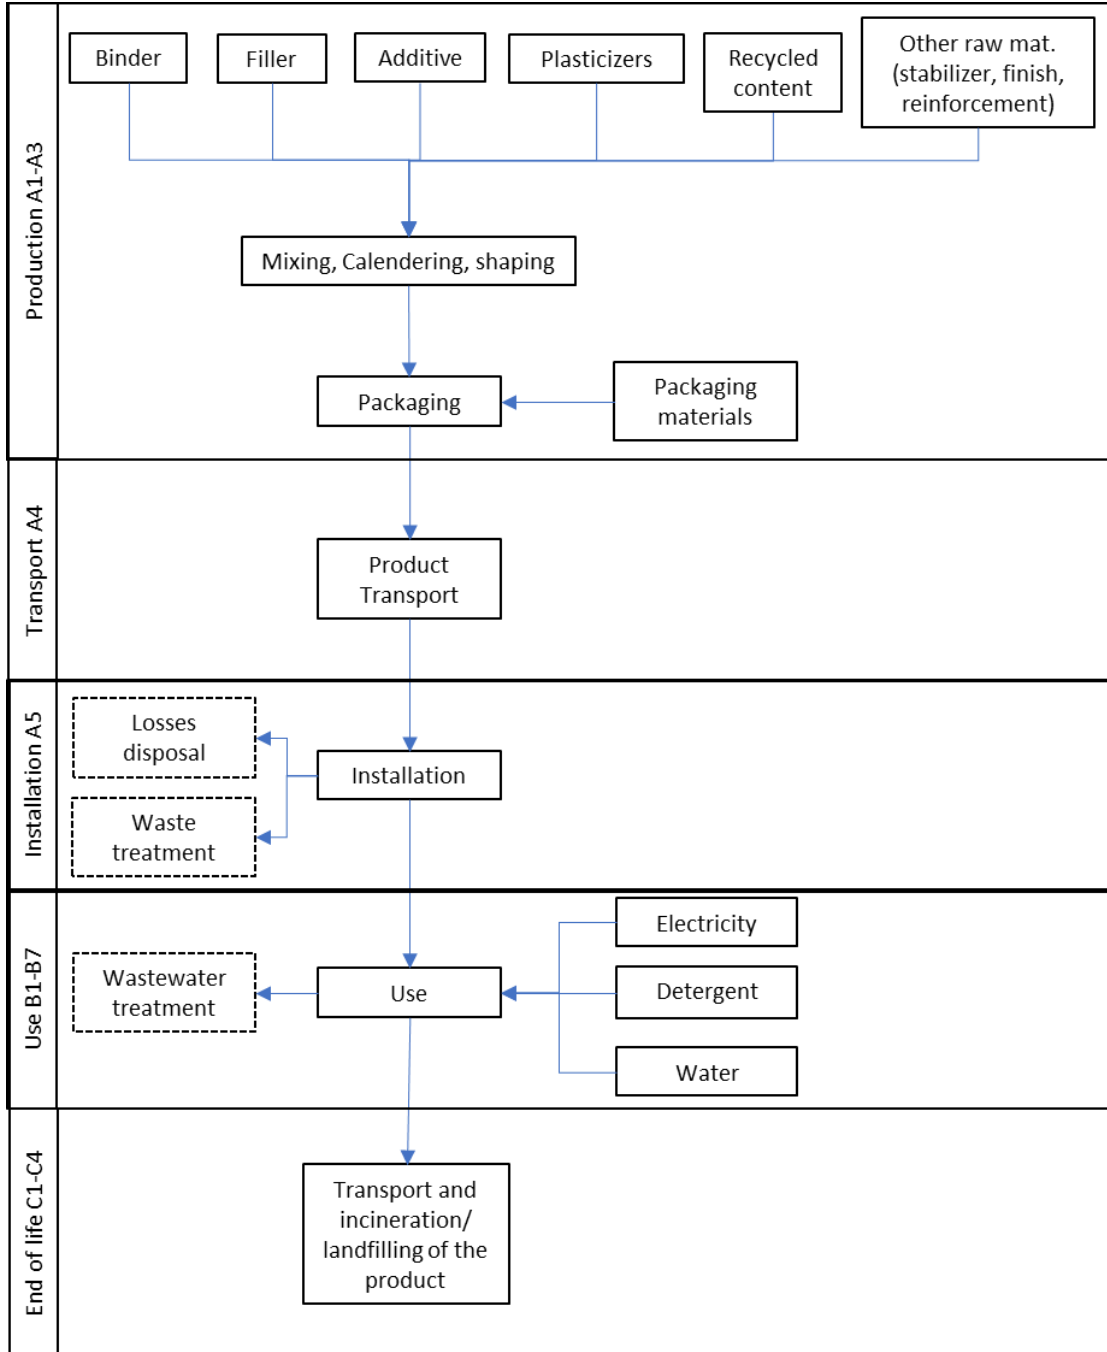 Production A1-A3
Binder
Filler
Additive
Plasticizers
Recycled
content
Other raw mat.
(stabilizer, finish,
reinforcement)
Mixing, Calendering, shaping
Packaging
Packaging
materials
Transport A4
Product
Transport
Installation A5
Losses
disposal
Installation
Waste
treatment
Use B1-B7
Wastewater
treatment
Use
Electricity
Detergent
Water
End of life C1-C4
Transport and
incineration/
landfilling of the
product